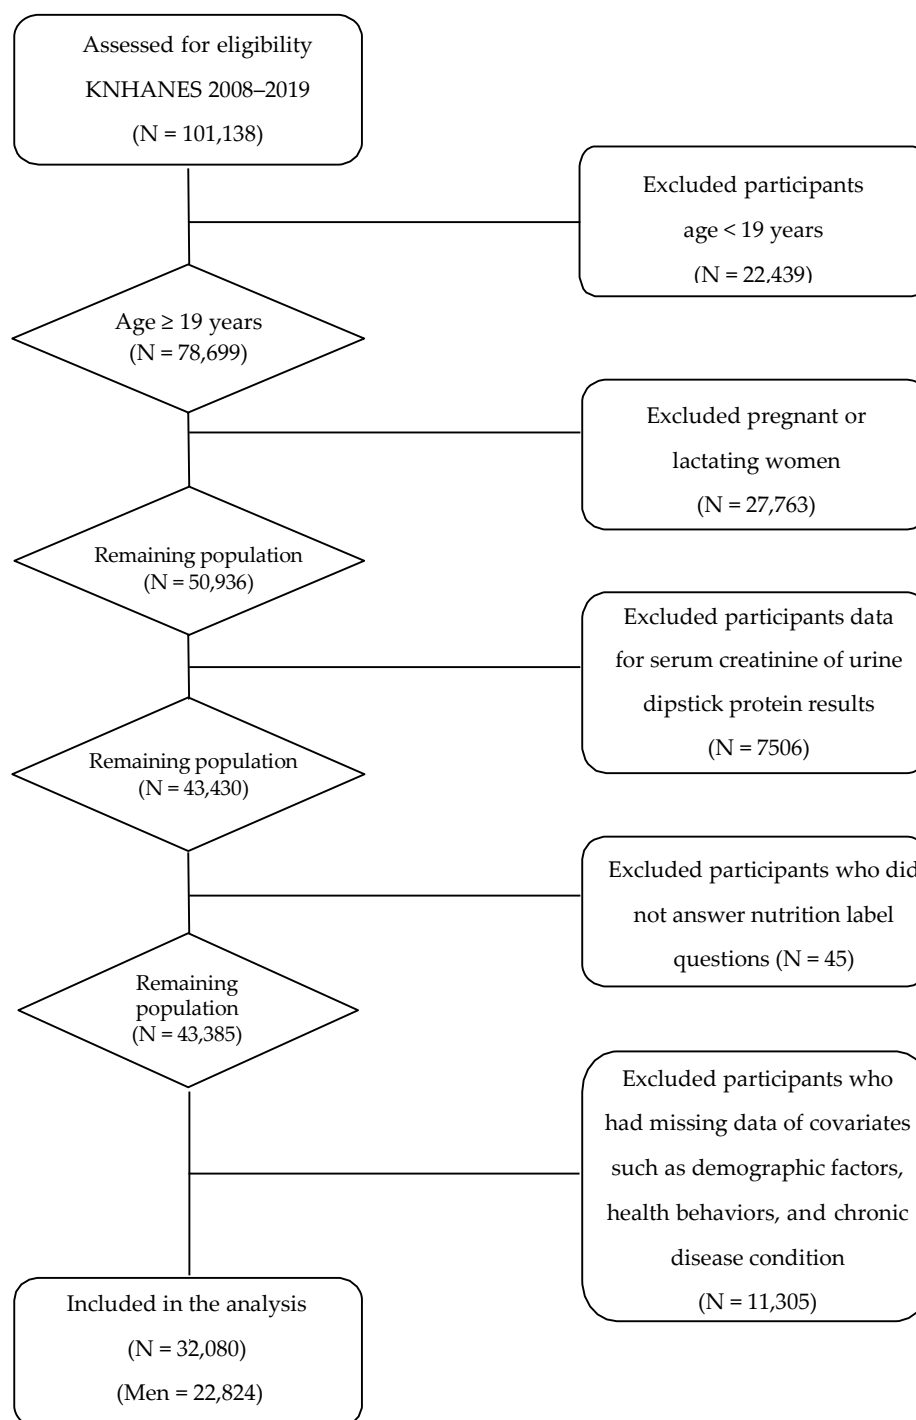 Assessed for eligibility
KNHANES 2008–2019
(N = 101,138)
Excluded participants
age < 19 years
(N = 22,439)
Age ≥ 19 years
(N = 78,699)
Excluded pregnant or
lactating women
(N = 27,763)
Remaining population
(N = 50,936)
Excluded participants data
for serum creatinine of urine
dipstick protein results
(N = 7506)
Remaining population
(N = 43,430)
Excluded participants who did
not answer nutrition label
questions (N = 45)
Remaining
population
(N = 43,385)
Excluded participants who
had missing data of covariates
such as demographic factors,
health behaviors, and chronic
disease condition
(N = 11,305)
Included in the analysis
(N = 32,080)
(Men = 22,824)